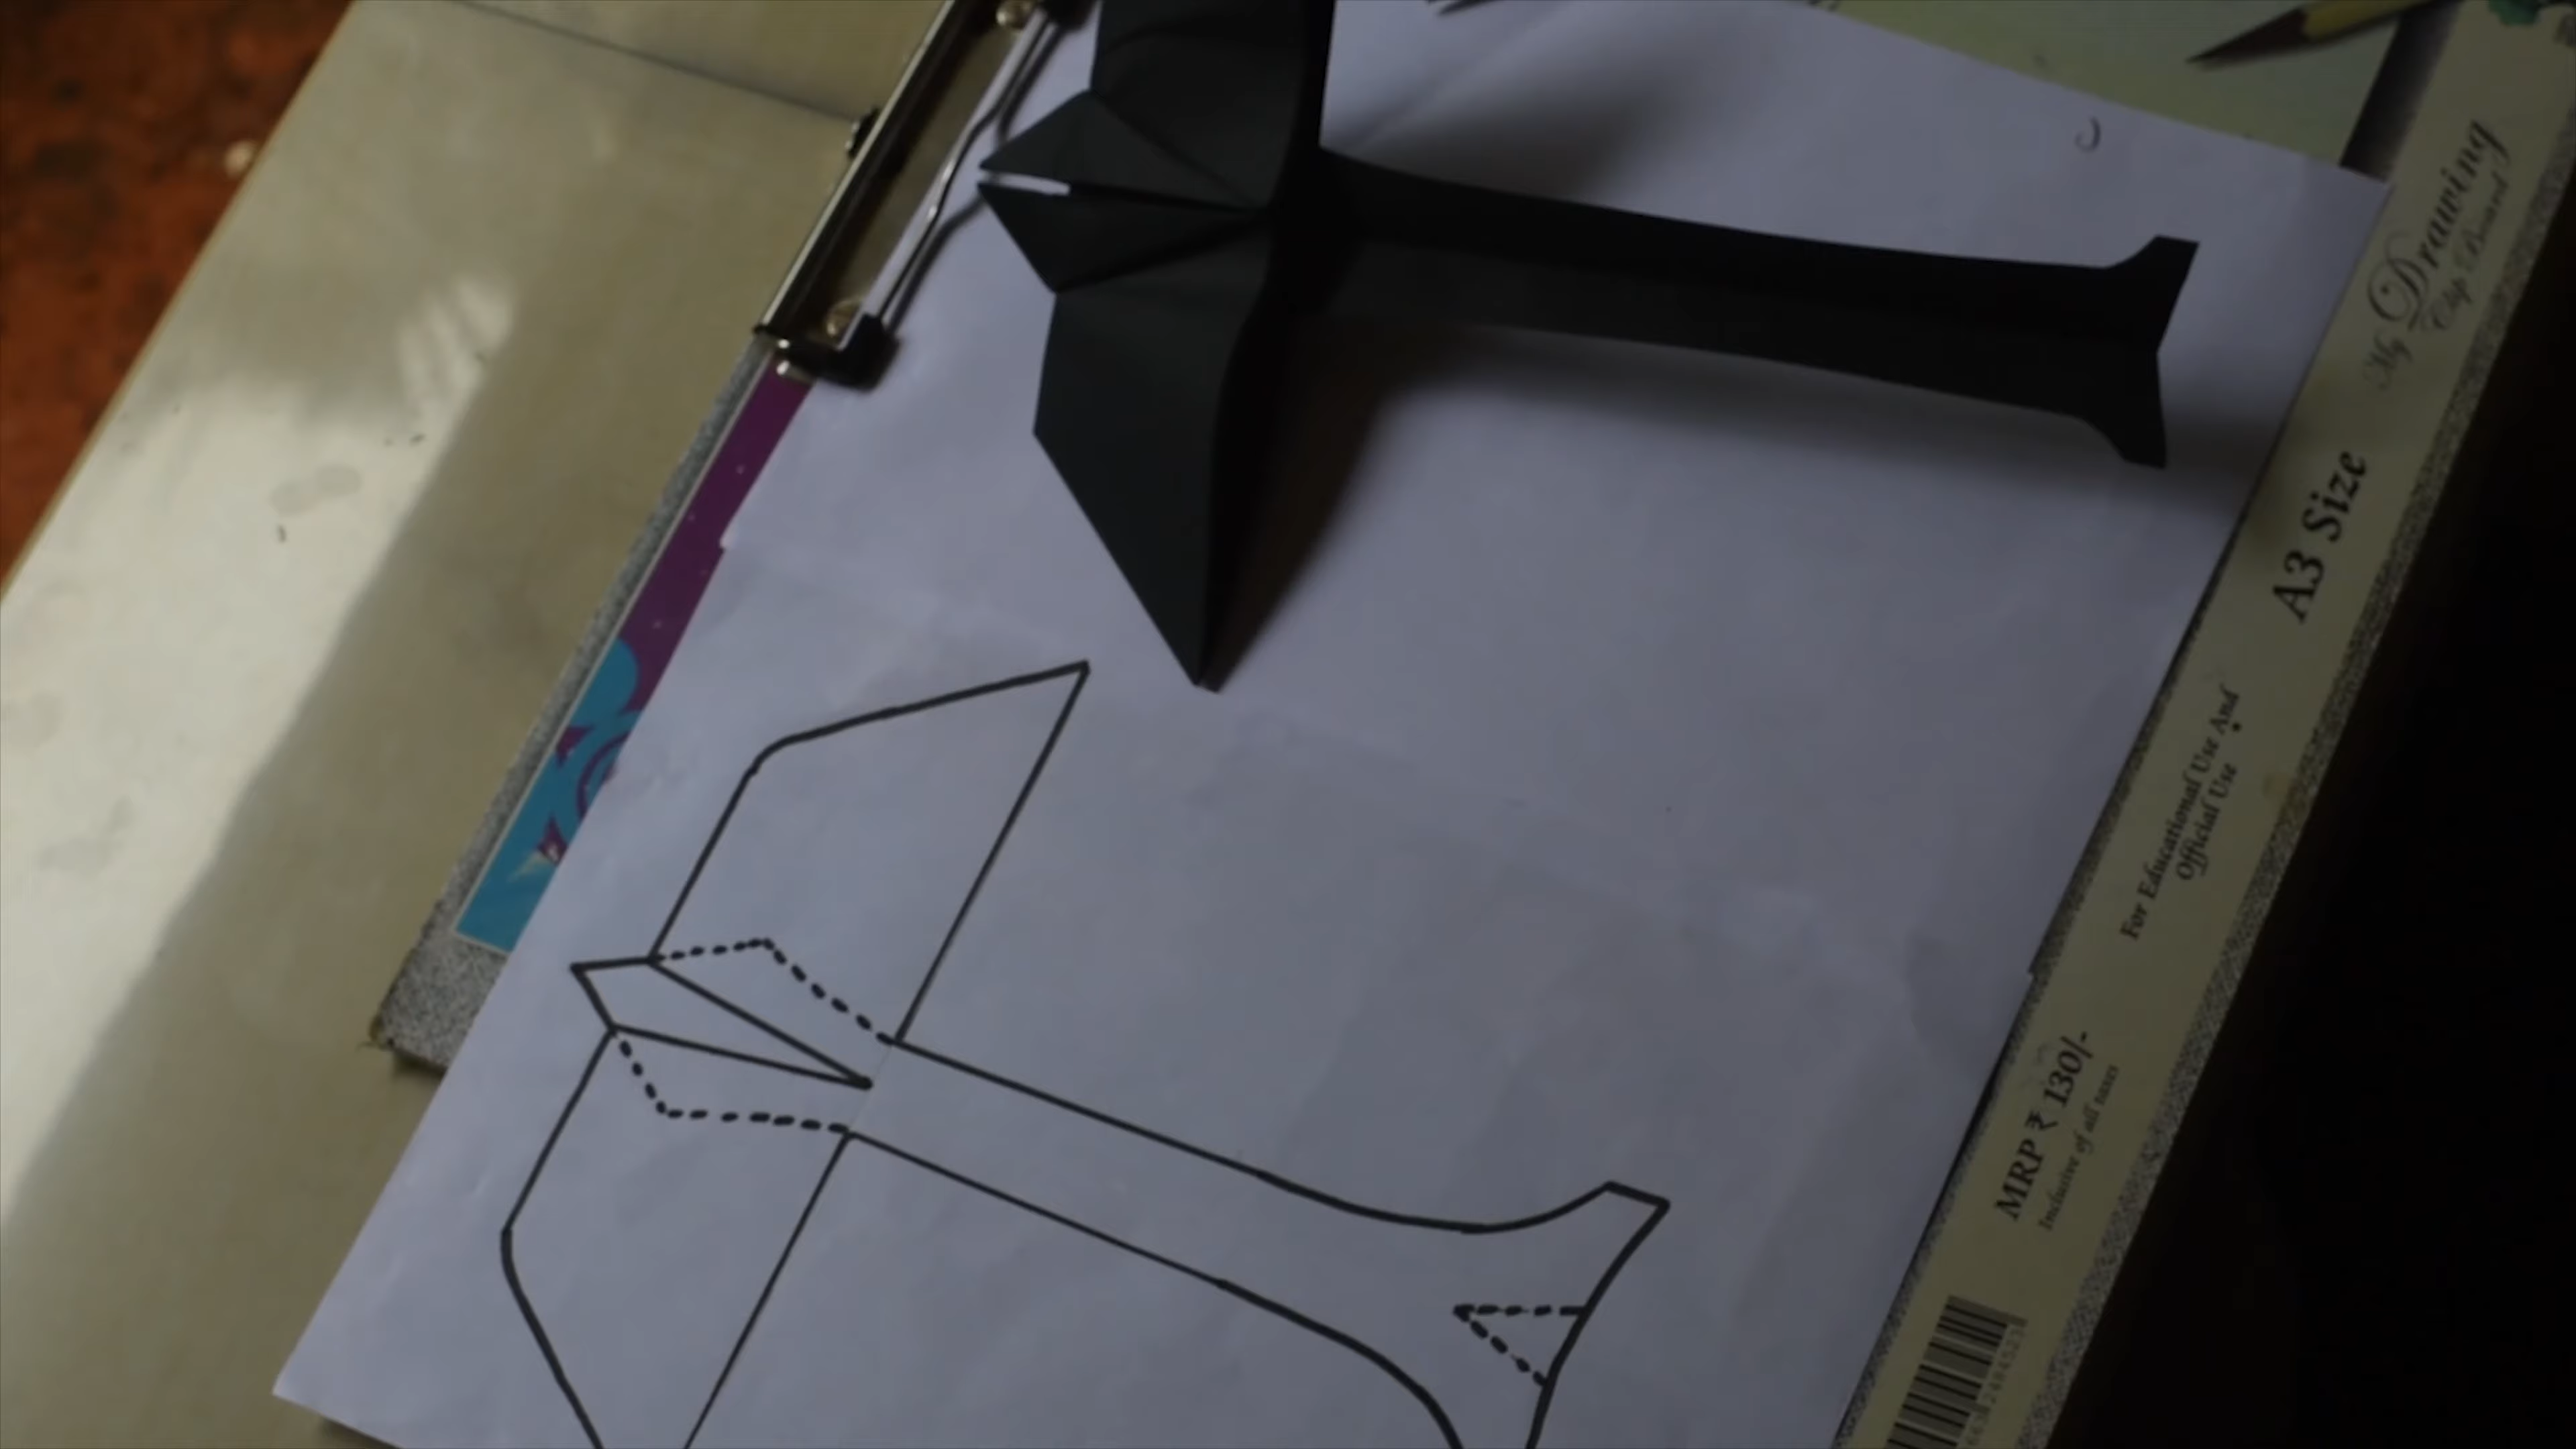 My Drawing
Clip Board
A3 Size
For Educational Use And
Official Use
MRP ₹ 130/-
Inclusive of all taxes